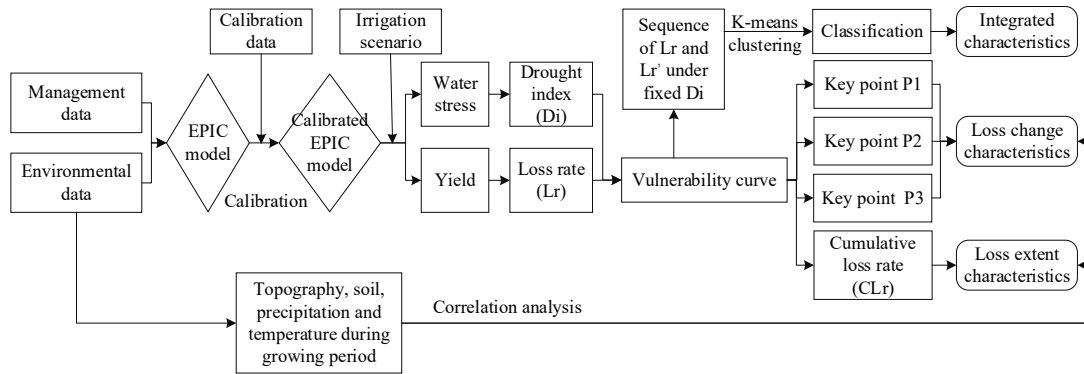 Calibration
data
Irrigation
scenario
Sequence
of Lr and
Lr’ under
fixed Di
K-means
clustering
Classification
Integrated
characteristics
Management
data
Environmental
data
EPIC
model
Calibration
Calibrated
EPIC
model
Water
stress
Drought
index
(Di)
Yield
Loss rate
(Lr)
Vulnerability curve
Key point P1
Key point P2
Key point P3
Loss change
characteristics
Cumulative
loss rate
(CLr)
Loss extent
characteristics
Topography, soil,
precipitation and
temperature during
growing period
Correlation analysis